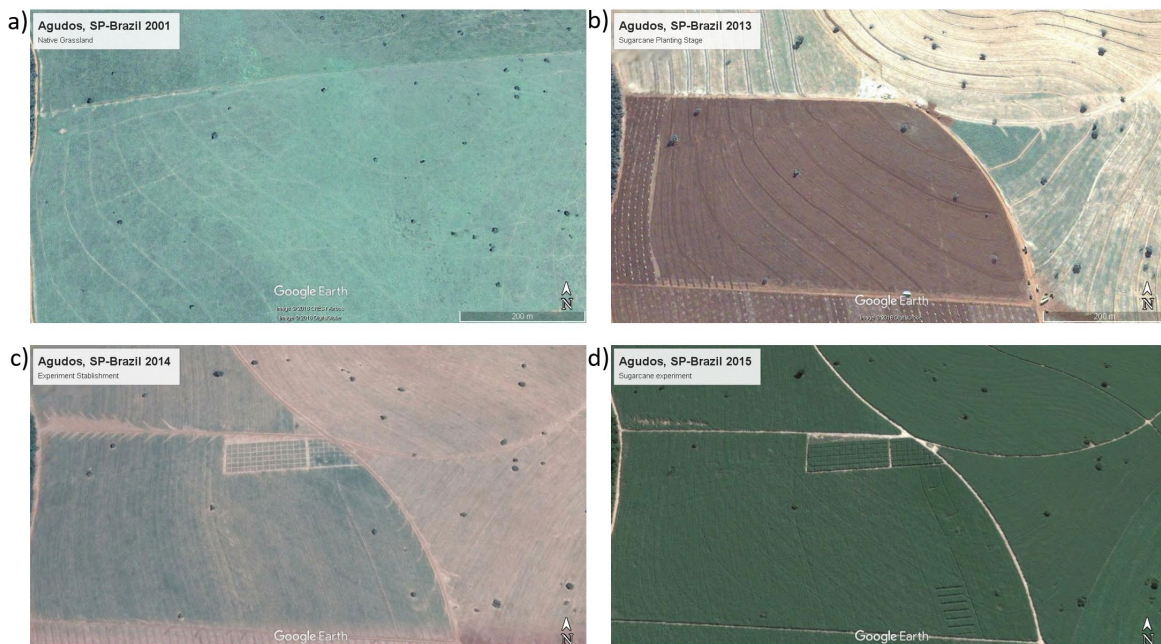 a)
Agudos, SP-Brazil 2001
Native Grassland
Google Earth
N
200 m
b)
Agudos, SP-Brazil 2013
Sugarcane Planting Stage
Google Earth
N
200 m
c)
Agudos, SP-Brazil 2014
Experiment Stablishment
Google Earth
N
d)
Agudos, SP-Brazil 2015
Sugarcane experiment
Google Earth
N